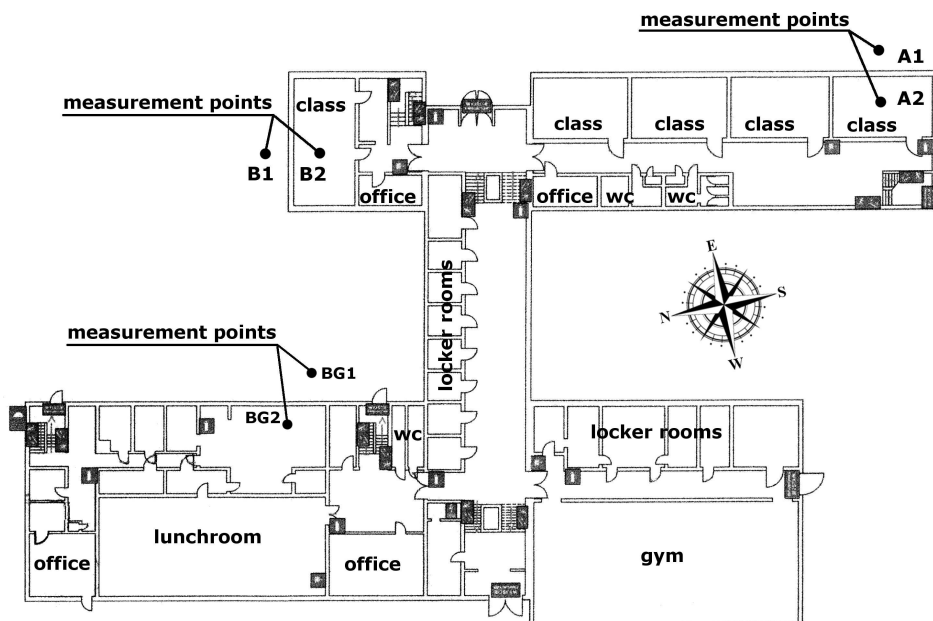 measurement points
A1
A2
measurement points
B1
B2
class
class
class
class
class
office
office
wc
wc
locker rooms
E
S
N
W
measurement points
BG1
BG2
wc
locker rooms
lunchroom
office
office
gym